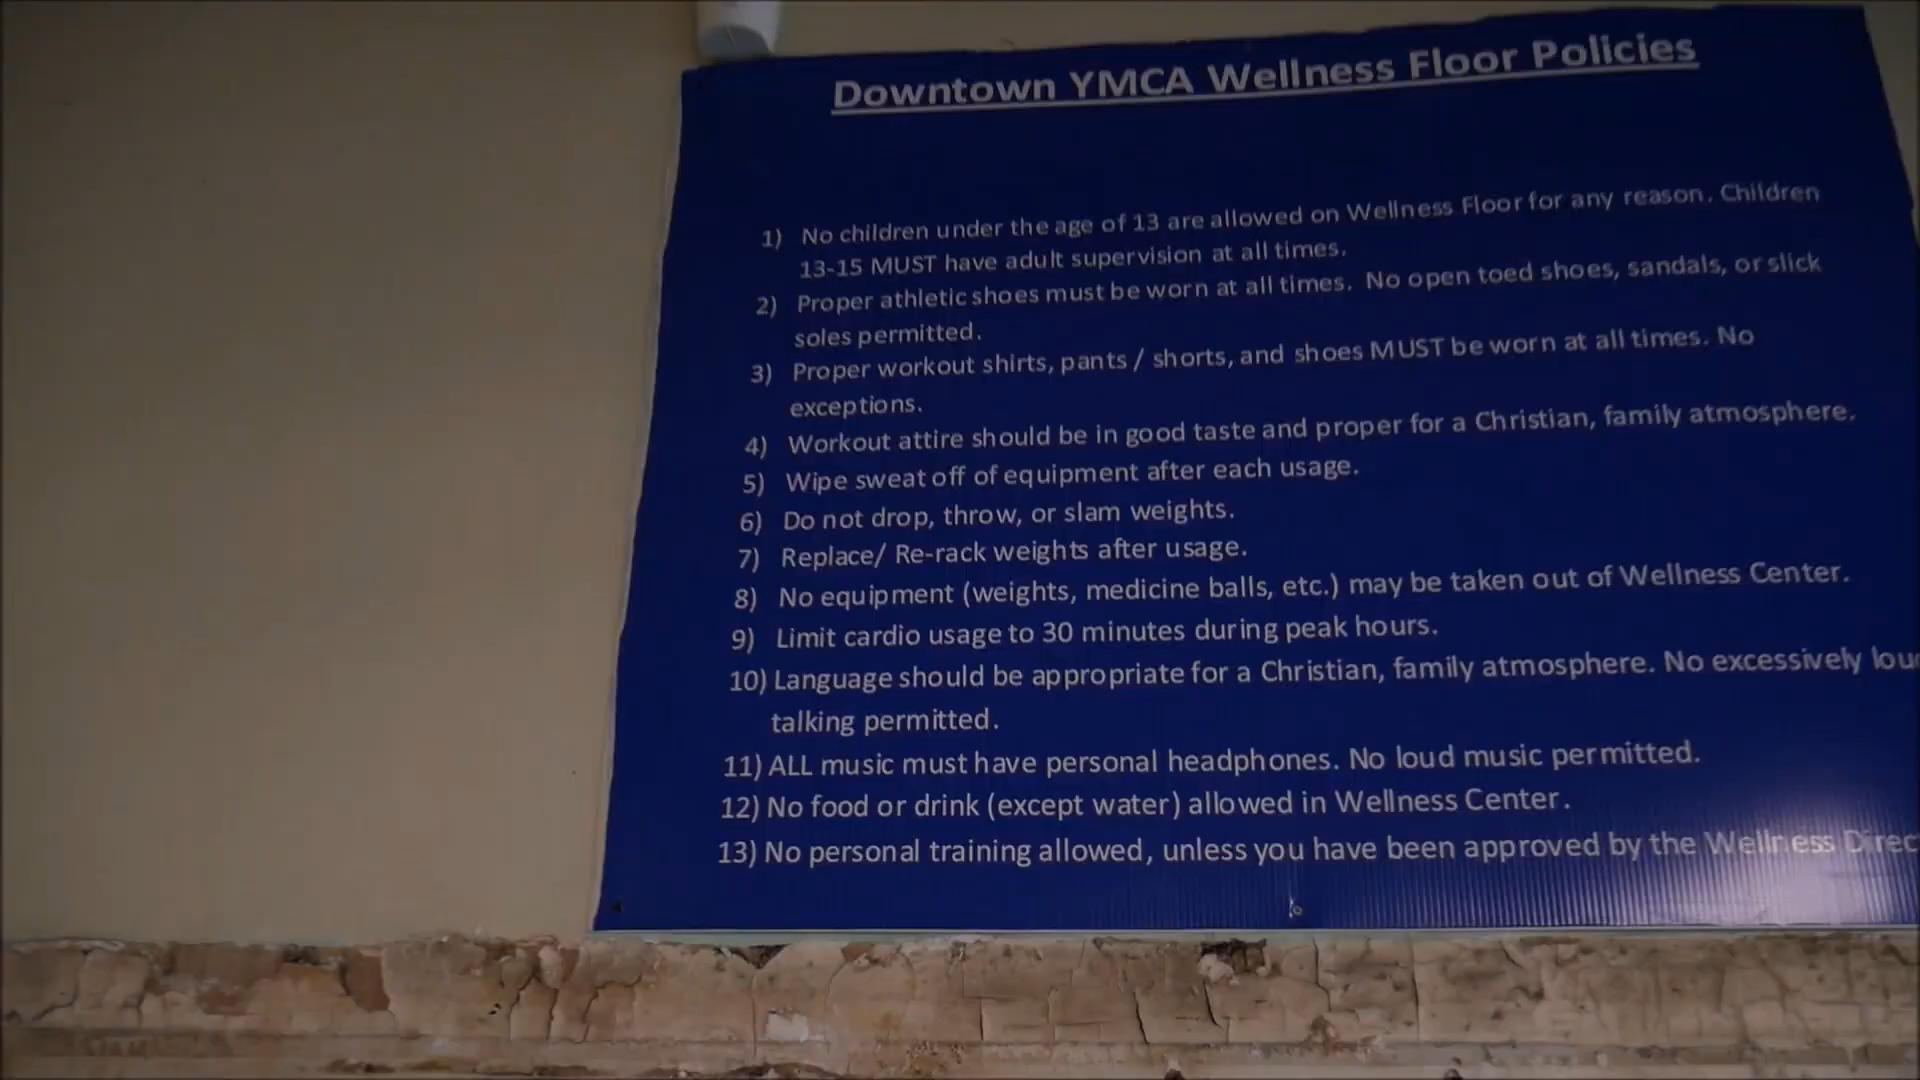 Downtown YMCA Wellness Floor Policies
1) No children under the age of 13 are allowed on Wellness Floor for any reason. Children
13-15 MUST have adult supervision at all times.
2) Proper athletic shoes must be worn at all times. No open toed shoes, sandals, or slick
soles permitted.
3) Proper workout shirts, pants / shorts, and shoes MUST be worn at all times. No
exceptions.
4) Workout attire should be in good taste and proper for a Christian, family atmosphere.
5) Wipe sweat off of equipment after each usage.
6) Do not drop, throw, or slam weights.
7) Replace/ Re-rack weights after usage.
8) No equipment (weights, medicine balls, etc.) may be taken out of Wellness Center.
9) Limit cardio usage to 30 minutes during peak hours.
10) Language should be appropriate for a Christian, family atmosphere. No excessively
talking permitted.
11) ALL music must have personal headphones. No loud music permitted.
12) No food or drink (except water) allowed in Wellness Center.
13) No personal training allowed, unless you have been approved by the Wellness